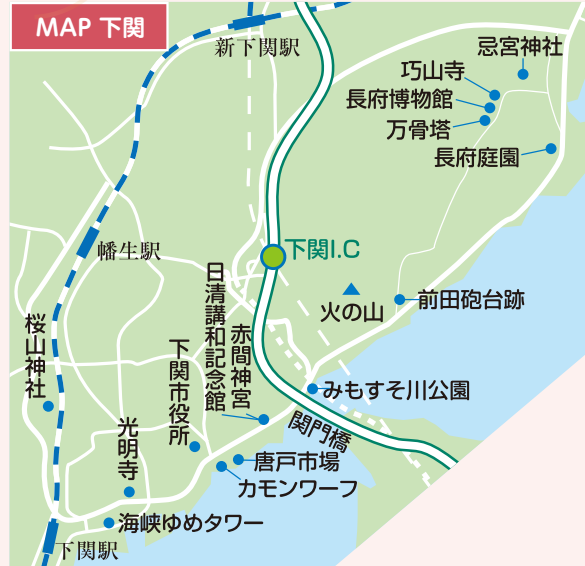 MAP 下関
新下関駅
忌宮神社
巧山寺
長府博物館
万骨塔
長府庭園
幡生駅
下関I.C
日清講和記念館
赤間神宮
火の山
前田砲台跡
桜山神社
下関市役所
みもすそ川公園
光明寺
関門橋
唐戸市場
カモンワーフ
海峡ゆめタワー
下関駅